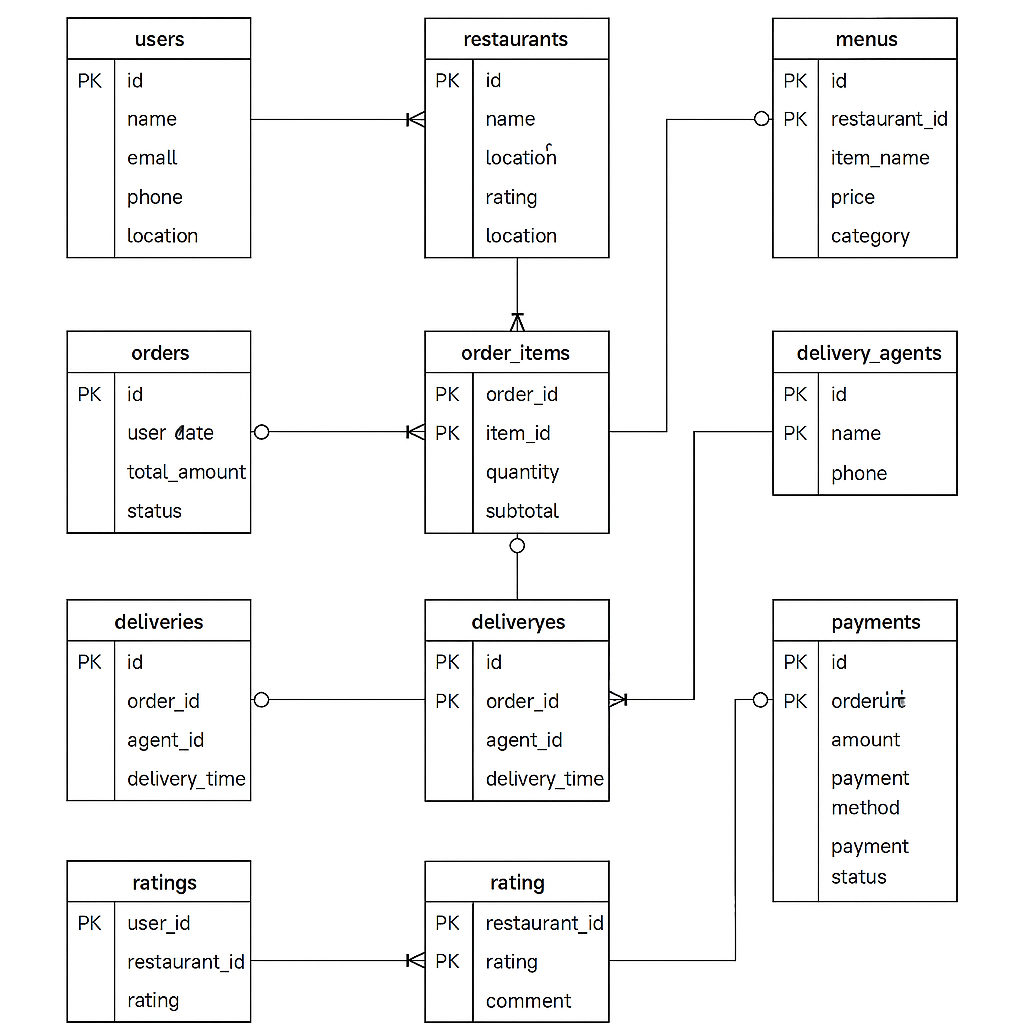 users
PK id
name
emall
phone
location
restaurants
PK id
name
location
rating
location
menus
PK id
PK restaurant_id
item_name
price
category
orders
PK id
user date
total_amount
status
order_items
PK order_id
PK item_id
quantity
subtotal
delivery_agents
PK id
PK name
phone
deliveries
PK id
order_id
agent_id
delivery_time
deliveryes
PK id
PK order_id
agent_id
delivery_time
payments
PK id
PK
amount
payment
method
payment
status
ratings
PK user_id
restaurant_id
rating
rating
PK restaurant_id
PK rating
comment